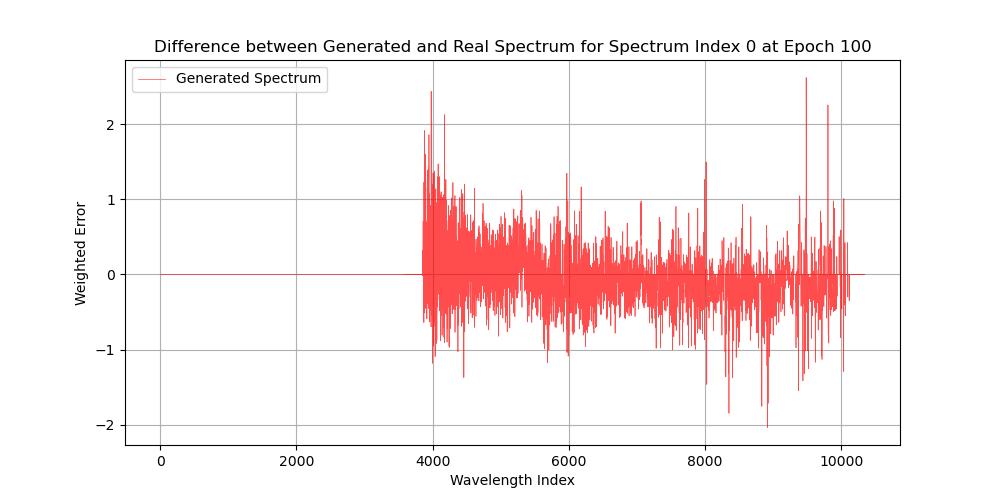 Difference between Generated and Real Spectrum for Spectrum Index 0 at Epoch 100
Generated Spectrum
Weighted Error
2
1
0
−1
−2
0 2000 4000 6000 8000 10000
Wavelength Index